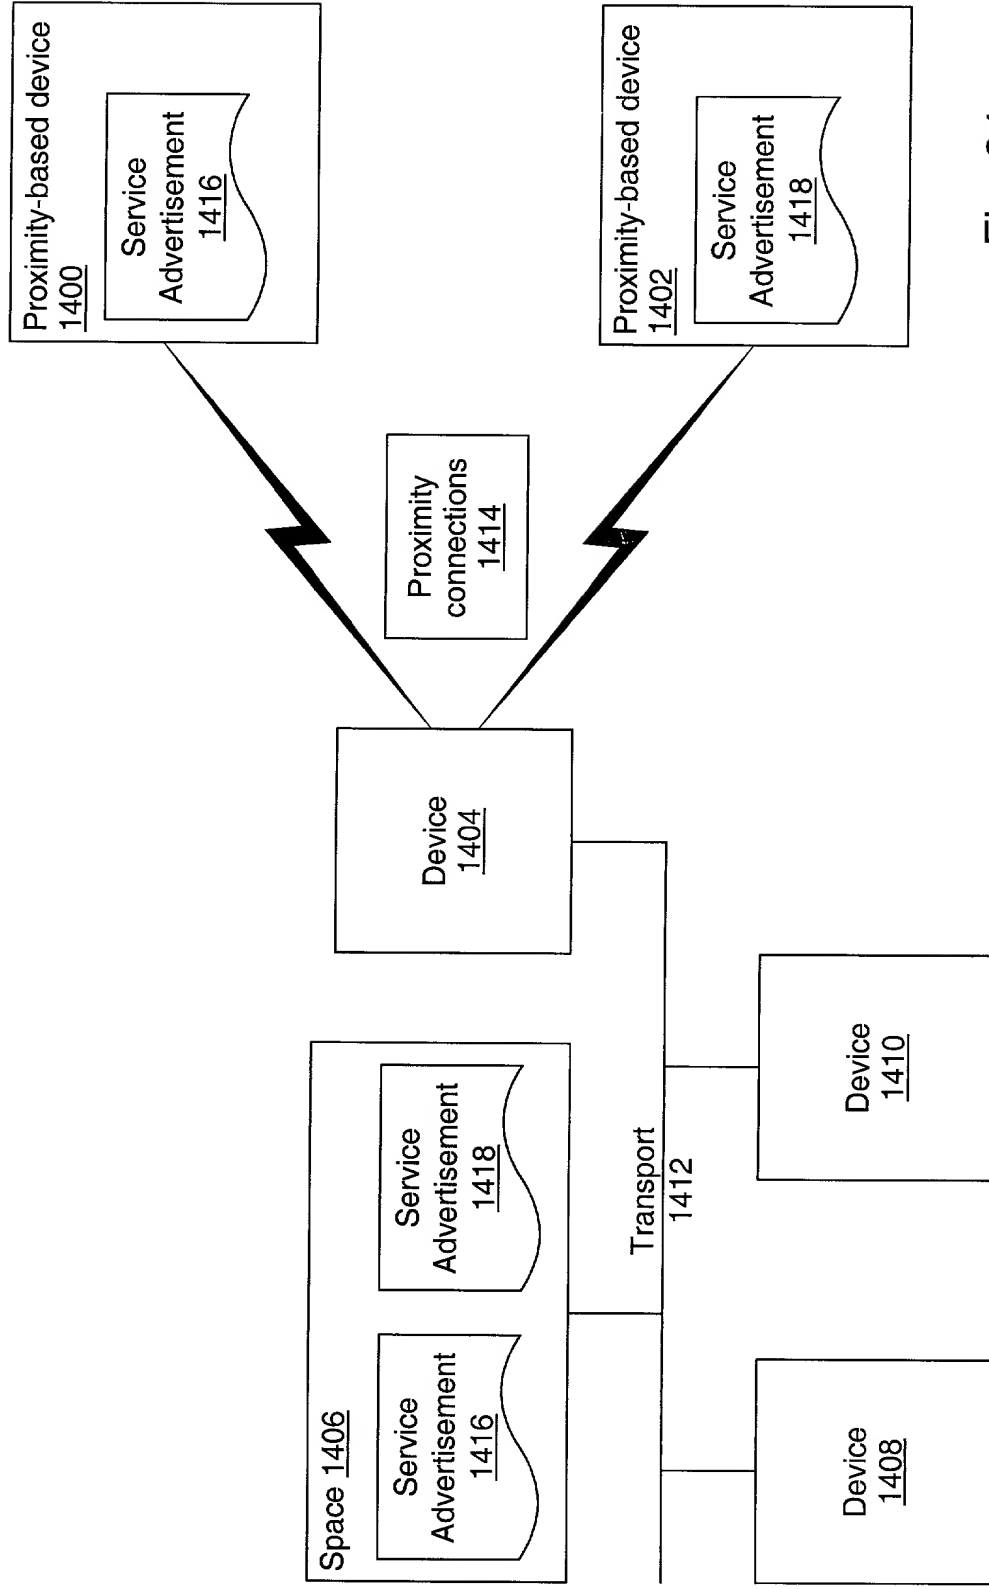 Space 1406
Service
Advertisement
1416
Service
Advertisement
1418
Transport
1412
Device
1408
Device
1410
Device
1404
Proximity
connections
1414
Proximity-based device
1400
Service
Advertisement
1416
Proximity-based device
1402
Service
Advertisement
1418